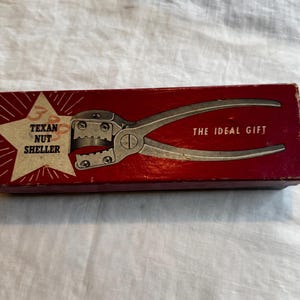 TEXAN
NUT
SHELLER
THE IDEAL GIFT